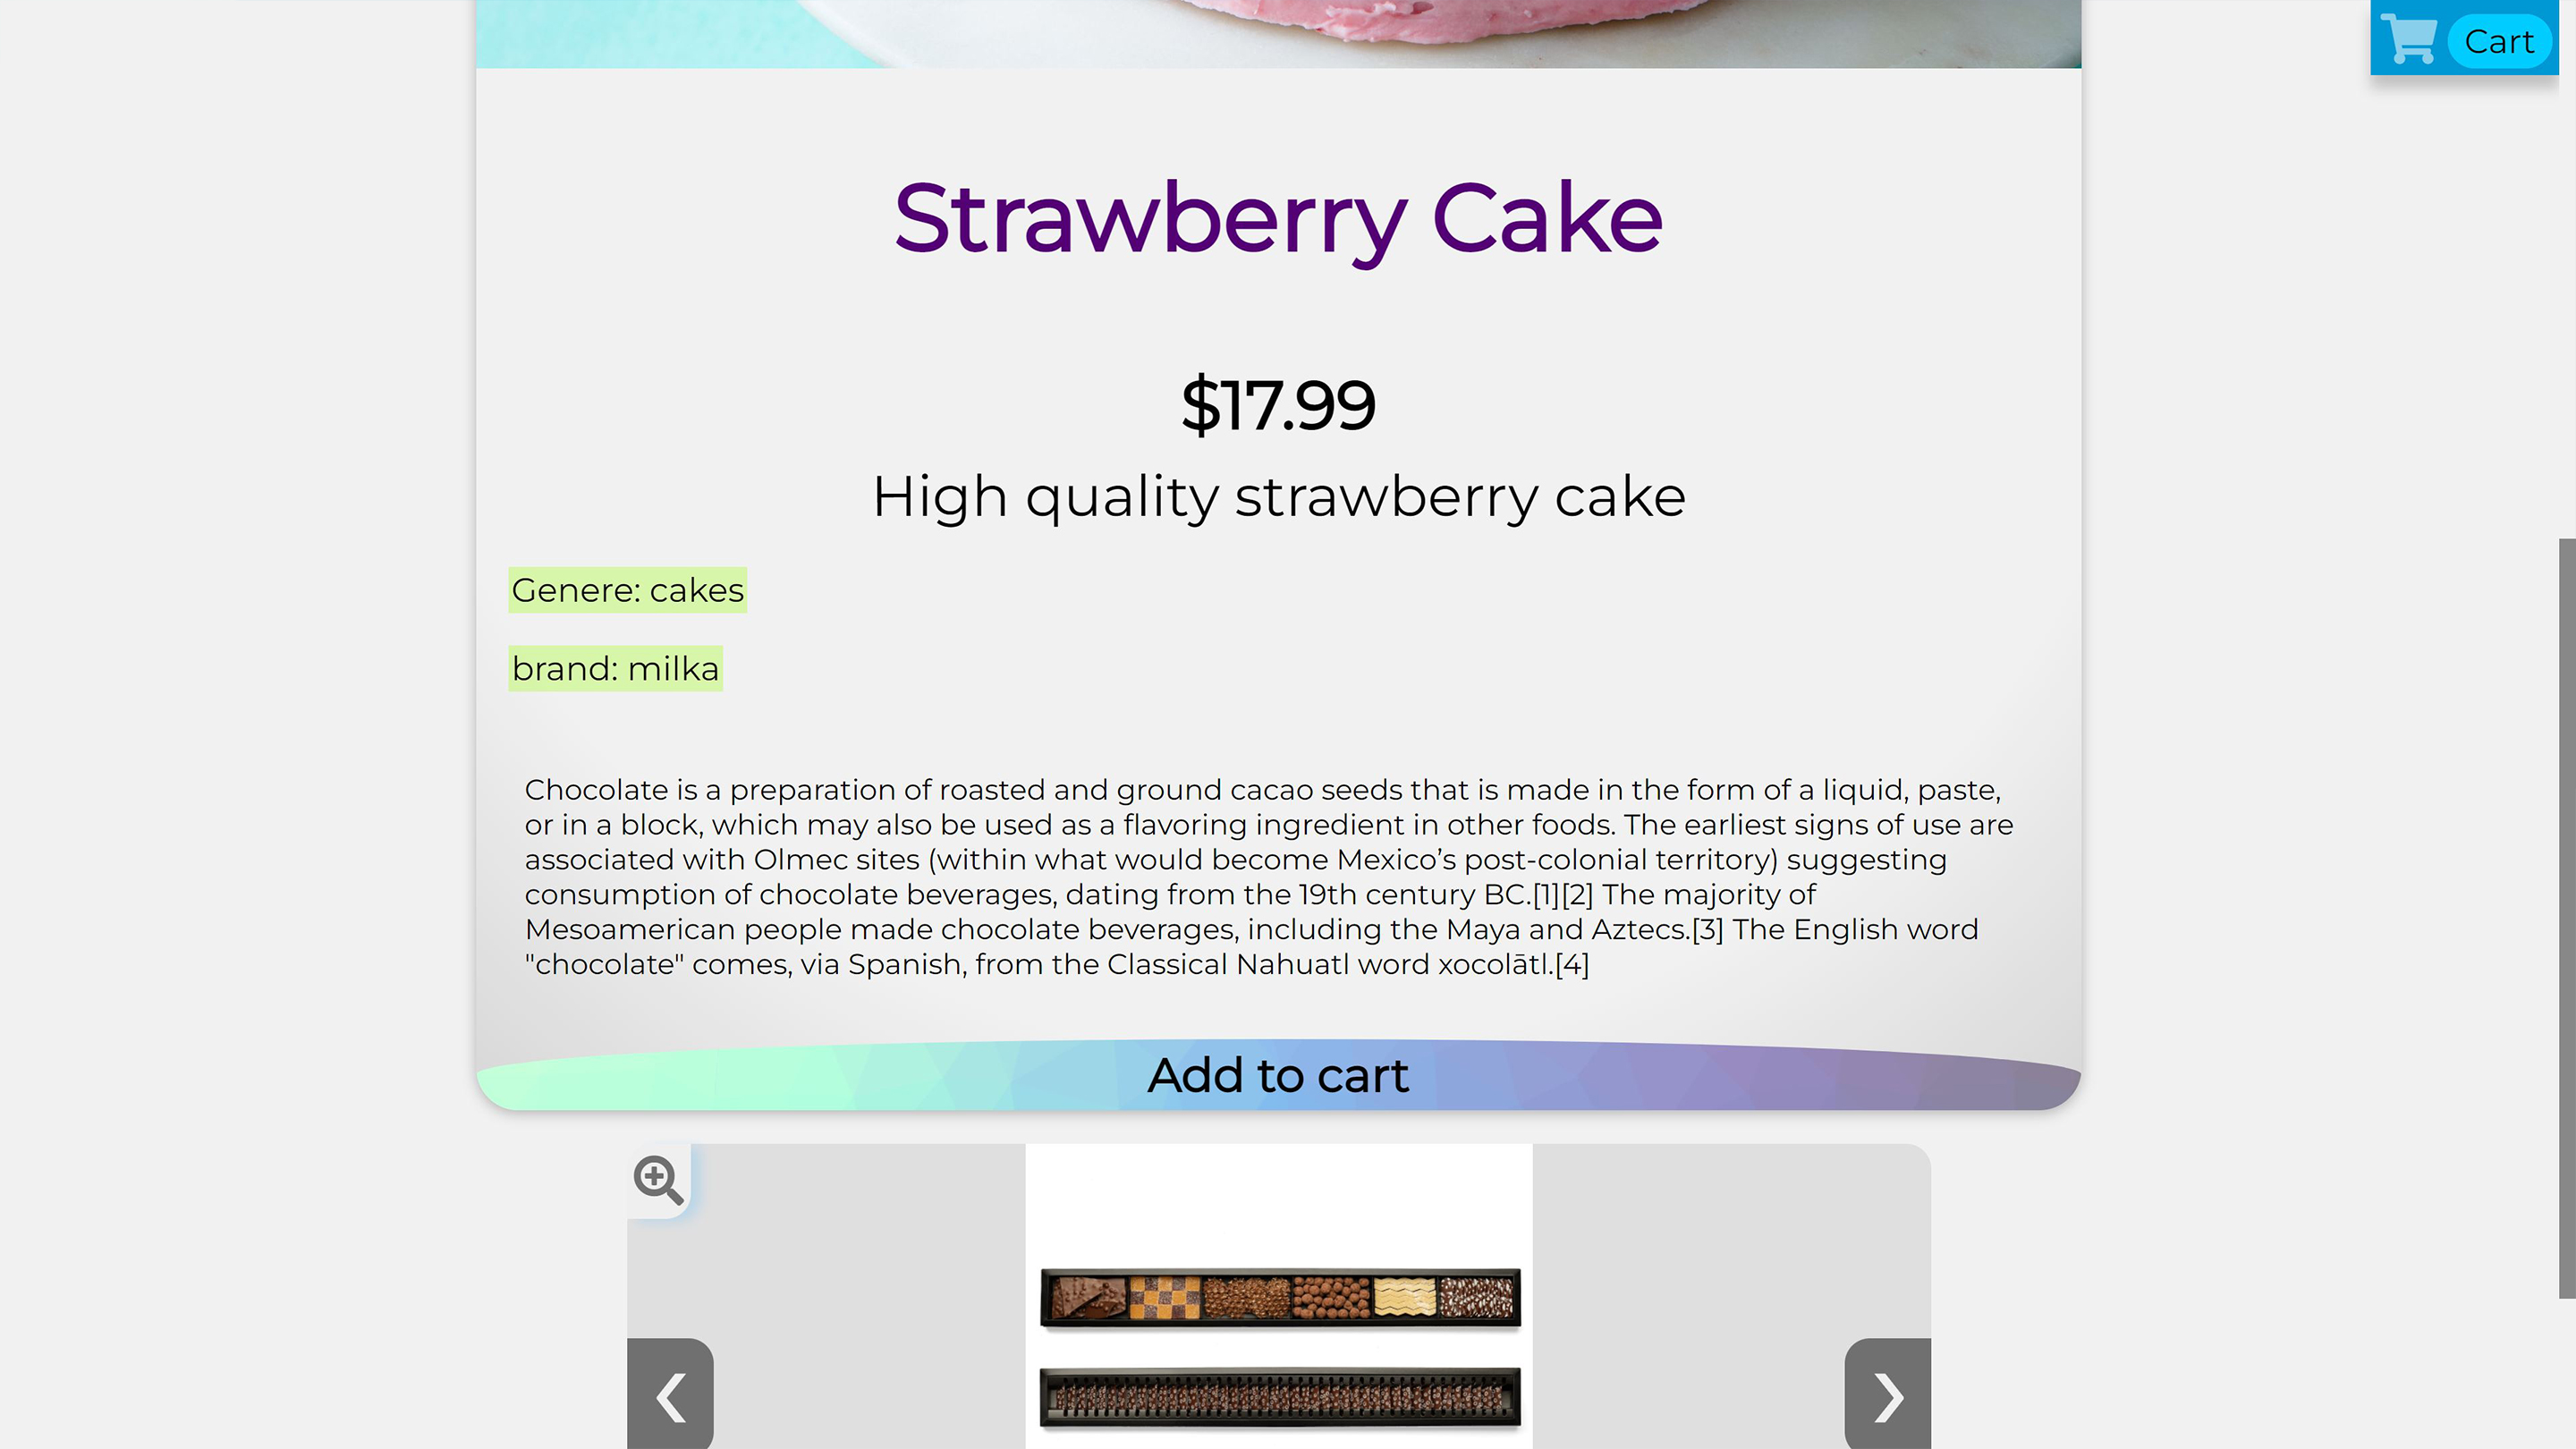 Cart
Strawberry Cake
$17.99
High quality strawberry cake
Genere: cakes
brand: milka
Chocolate is a preparation of roasted and ground cacao seeds that is made in the form of a liquid, paste,
or in a block, which may also be used as a flavoring ingredient in other foods. The earliest signs of use are
associated with Olmec sites (within what would become Mexico’s post-colonial territory) suggesting
consumption of chocolate beverages, dating from the 19th century BC.[1][2] The majority of
Mesoamerican people made chocolate beverages, including the Maya and Aztecs.[3] The English word
"chocolate" comes, via Spanish, from the Classical Nahuatl word xocolātl.[4]
Add to cart